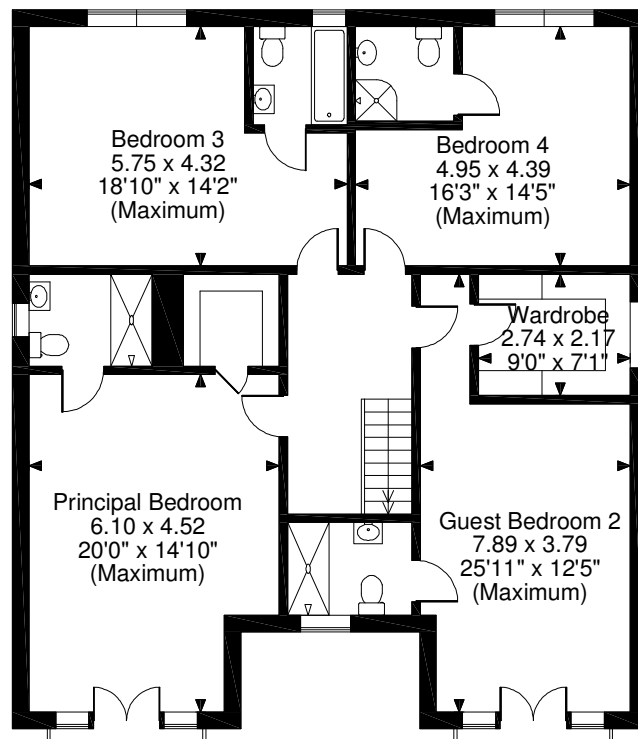 Bedroom 3
5.75 x 4.32
18'10" x 14'2"
(Maximum)
Bedroom 4
4.95 x 4.39
16'3" x 14'5"
(Maximum)
Wardrobe
2.74 x 2.17
9'0" x 7'1"
Principal Bedroom
6.10 x 4.52
20'0" x 14'10"
(Maximum)
Guest Bedroom 2
7.89 x 3.79
25'11" x 12'5"
(Maximum)